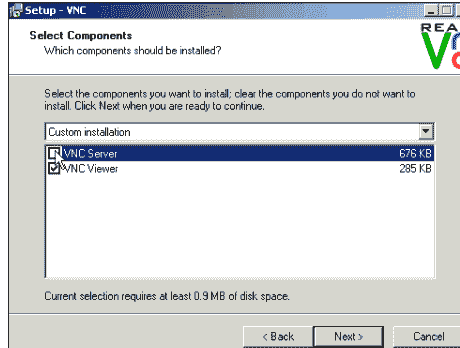 Setup - VNC
Select Components
Which components should be installed?
REA
V
Select the components you want to install; clear the components you do not want to
install. Click Next when you are ready to continue.
Custom installation
VNC Server 676 KB
VNC Viewer 285 KB
Current selection requires at least 0.9 MB of disk space.
< Back Next > Cancel